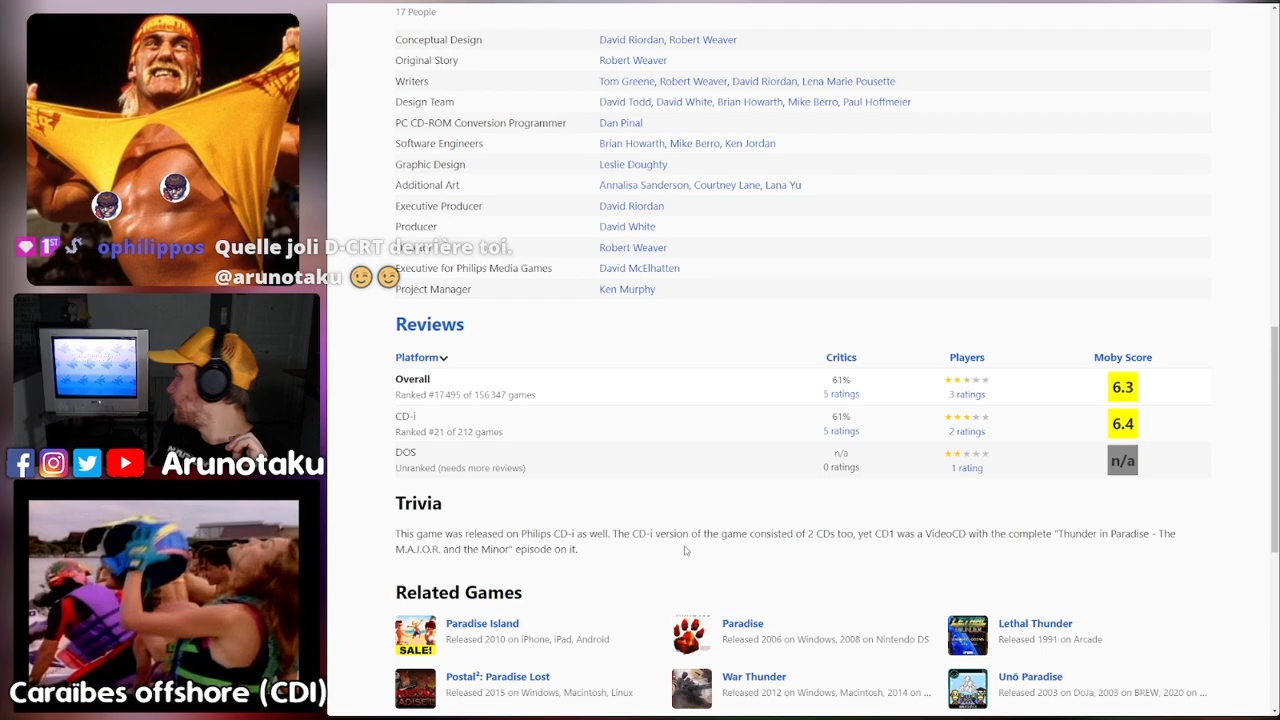 17 People
Conceptual Design David Riordan, Robert Weaver
Original Story Robert Weaver
Writers Tom Greene, Robert Weaver, David Riordan, Lena Marie Pousette
Design Team David Todd, David White, Brian Howarth, Mike Berro, Paul Hoffmeier
PC CD-ROM Conversion Programmer Dan Pinal
Software Engineers Brian Howarth, Mike Berro, Ken Jordan
Graphic Design Leslie Doughty
Additional Art Annalisa Sanderson, Courtney Lane, Lana Yu
Executive Producer David Riordan
Producer David White
Robert Weaver
Executive for Philips Media Games David McElhatten
Project Manager Ken Murphy
1ST ophilippos Quelle joli D-CRT derrière toi.
@arunotaku
Reviews
Platform Critics Players Moby Score
Overall 61% 6.3
Ranked #17 495 of 156 347 games 5 ratings 3 ratings
CD-i 61% 6.4
Ranked #21 of 212 games 5 ratings 2 ratings
DOS n/a n/a
Unranked (needs more reviews) 0 ratings 1 rating
Trivia
This game was released on Philips CD-i as well. The CD-i version of the game consisted of 2 CDs too, yet CD1 was a VideoCD with the complete "Thunder in Paradise - The
M.A.J.O.R. and the Minor" episode on it.
Related Games
Paradise Island
Released 2010 on iPhone, iPad, Android
SALE!
Paradise
Released 2006 on Windows, 2008 on Nintendo DS
Lethal Thunder
Released 1991 on Arcade
Postal²: Paradise Lost
Released 2015 on Windows, Macintosh, Linux
War Thunder
Released 2012 on Windows, Macintosh, 2014 on ...
Unō Paradise
Released 2003 on DoJa, 2005 on BREW, 2020 on ...
Arunotaku
Caraïbes offshore (CDI)